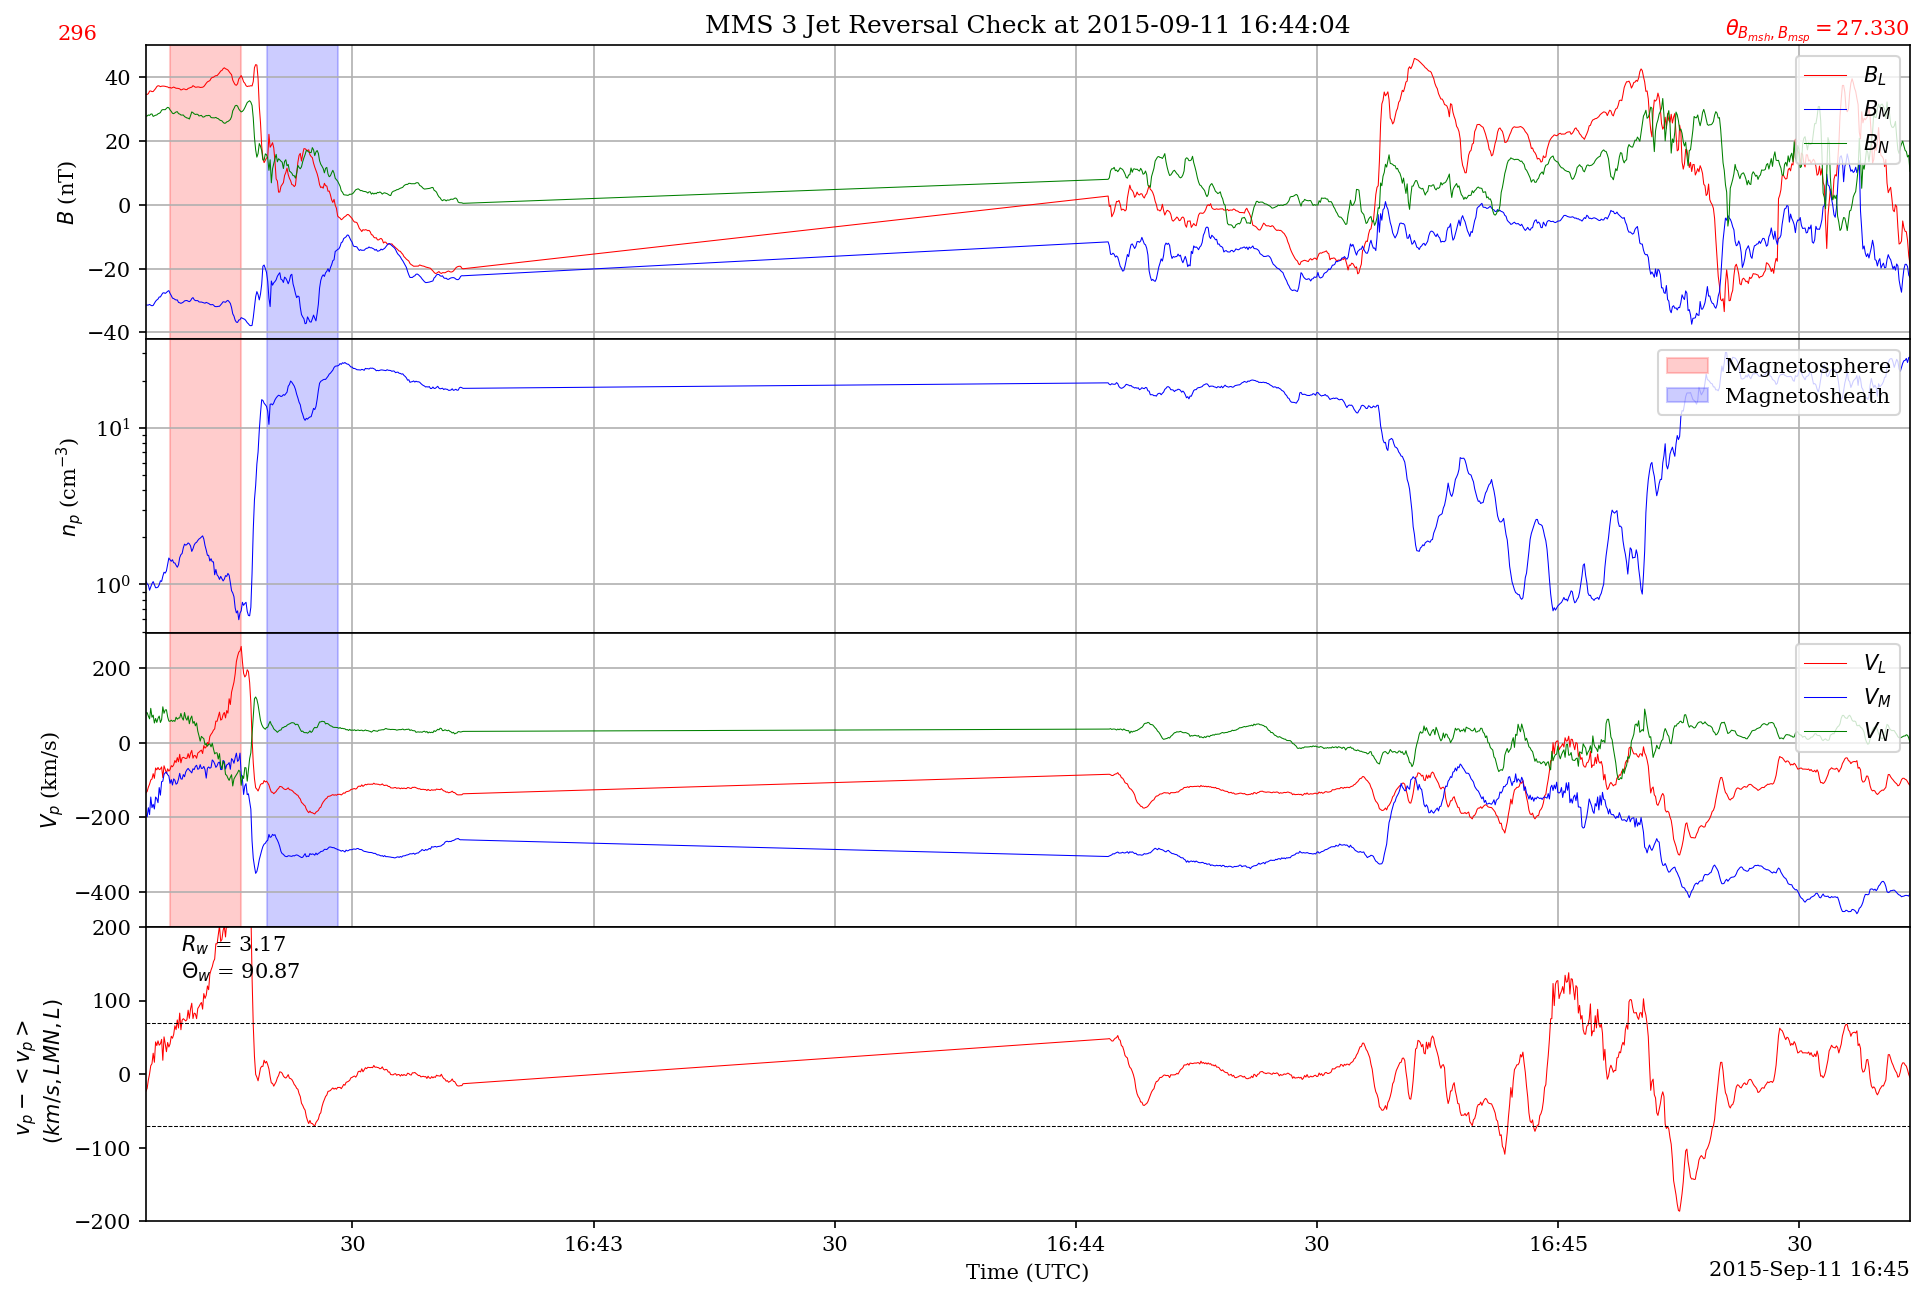 MMS 3 Jet Reversal Check at 2015-09-11 16:44:04
296
θ_{B_{msh}, B_{msp}} = 27.330
B (nT)
40
20
0
−20
−40
B_L
B_M
B_N
n_p (cm^{−3})
10^1
10^0
Magnetosphere
Magnetosheath
V_p (km/s)
200
0
−200
−400
V_L
V_M
V_N
v_p − < v_p >
(km/s, LMN, L)
200
100
0
−100
−200
R_w = 3.17
Θ_w = 90.87
30
16:43
30
16:44
30
16:45
30
Time (UTC)
2015-Sep-11 16:45